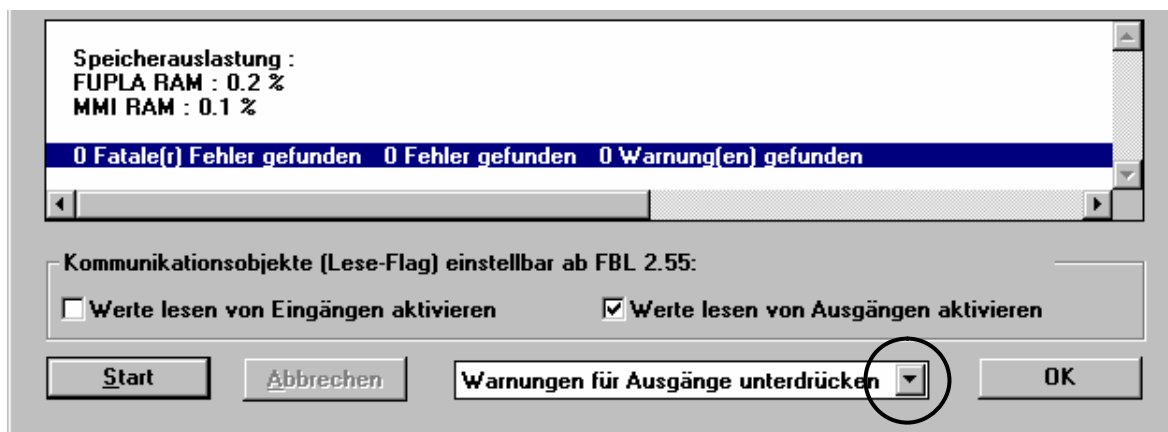 Speicherauslastung :
FUPLA RAM : 0.2 %
MMI RAM : 0.1 %
0 Fatale(r) Fehler gefunden 0 Fehler gefunden 0 Warnung(en) gefunden
Kommunikationsobjekte (Lese-Flag) einstellbar ab FBL 2.55:
Werte lesen von Eingängen aktivieren Werte lesen von Ausgängen aktivieren
Start Abbrechen Warnungen für Ausgänge unterdrücken OK